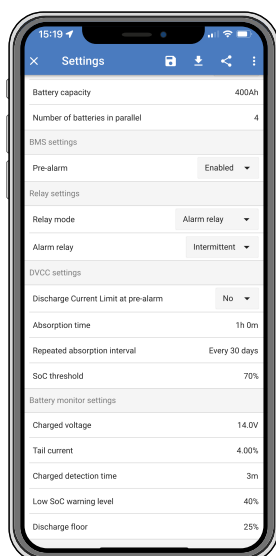 15:19
Settings
Battery capacity 400Ah
Number of batteries in parallel 4
BMS settings
Pre-alarm Enabled
Relay settings
Relay mode Alarm relay
Alarm relay Intermittent
DVCC settings
Discharge Current Limit at pre-alarm No
Absorption time 1h 0m
Repeated absorption interval Every 30 days
SoC threshold 70%
Battery monitor settings
Charged voltage 14.0V
Tail current 4.00%
Charged detection time 3m
Low SoC warning level 40%
Discharge floor 25%